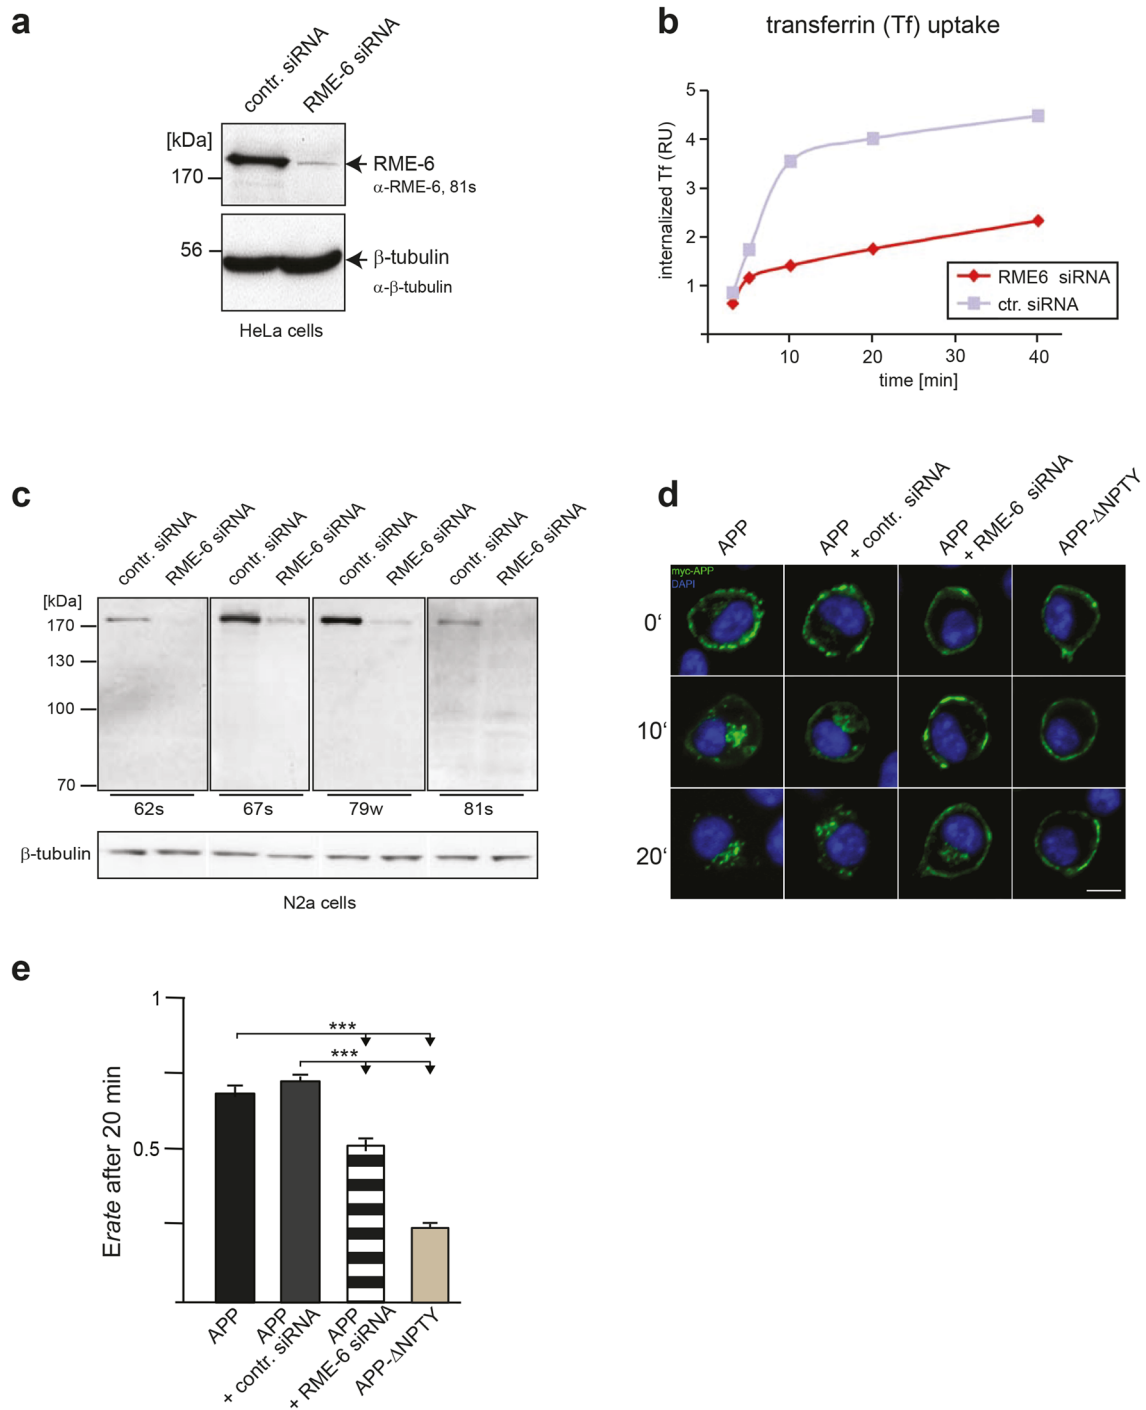 a
contr. siRNA
RME-6 siRNA
[kDa]
170
RME-6
α-RME-6, 81s
56
β-tubulin
α-β-tubulin
HeLa cells
b
transferrin (Tf) uptake
internalized Tf (RU)
5
4
3
2
1
RME6 siRNA
ctr. siRNA
10
20
30
40
time [min]
c
contr. siRNA
RME-6 siRNA
contr. siRNA
RME-6 siRNA
contr. siRNA
RME-6 siRNA
contr. siRNA
RME-6 siRNA
[kDa]
170
130
100
70
62s
67s
79w
81s
β-tubulin
N2a cells
d
APP
APP
+ contr. siRNA
APP
+ RME-6 siRNA
APP-ΔNPTY
myc-APP
DAPI
0‘
10‘
20‘
e
Erate after 20 min
1
0.5
***
***
APP
APP
+ contr. siRNA
APP
+ RME-6 siRNA
APP-ΔNPTY